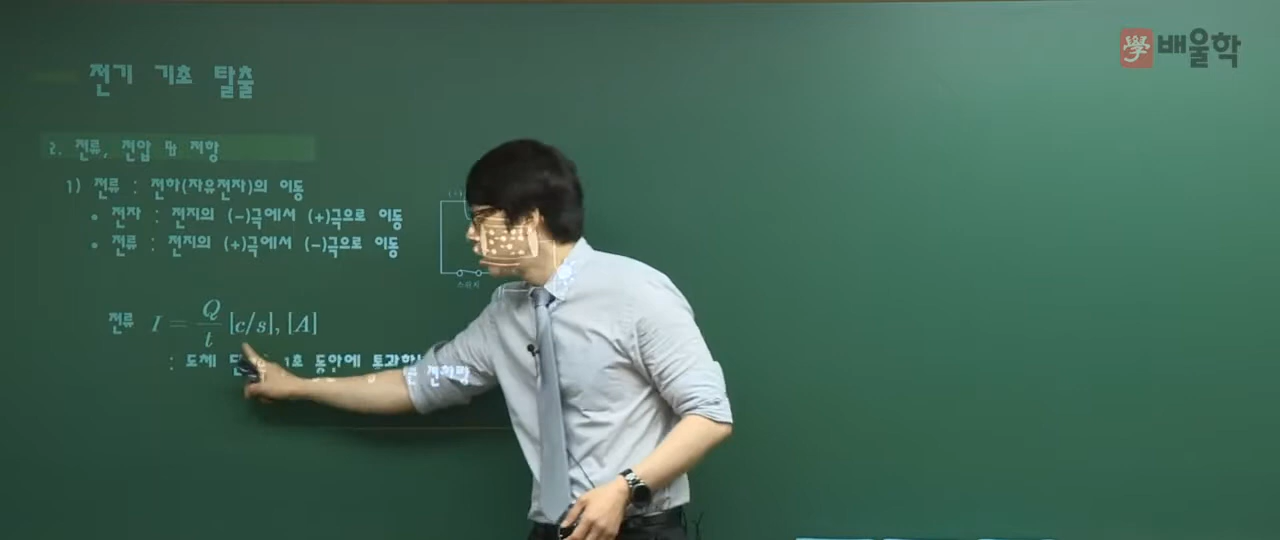 學 배울학
전기 기초 탈출
2. 전류, 전압 및 저항
1) 전류 : 전하(자유전자)의 이동
• 전자 : 전지의 (-)극에서 (+)극으로 이동
• 전류 : 전지의 (+)극에서 (-)극으로 이동
스위치
전류 I = Q/t [c/s], [A]
: 도체 1초 동안에 전하량